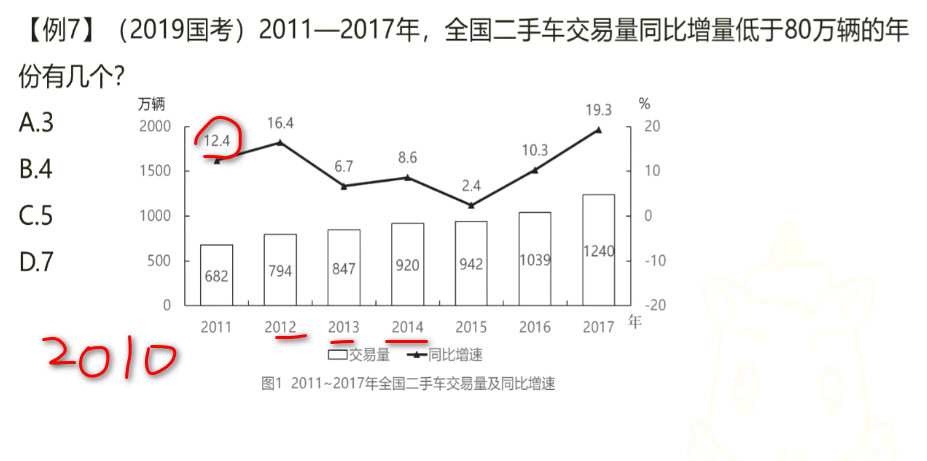 【例7】（2019国考）2011—2017年，全国二手车交易量同比增量低于80万辆的年
份有几个？
A.3
B.4
C.5
D.7
万辆 %
2000 1500 1000 500 0
12.4 16.4 6.7 8.6 2.4 10.3 19.3
682 794 847 920 942 1039 1240
20 10 0 -10 -20
2011 2012 2013 2014 2015 2016 2017 年
交易量 同比增速
图1 2011~2017年全国二手车交易量及同比增速
2010